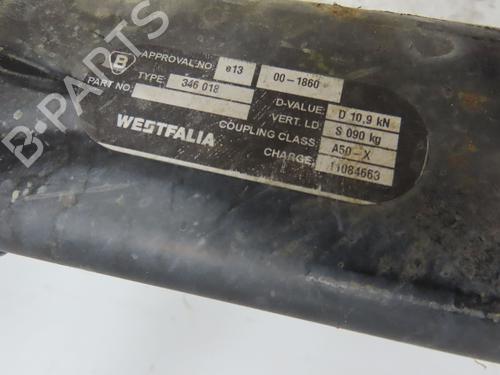 B
APPROVAL NO: e13 00-1860
TYPE: 346 018
PART NO:
D-VALUE: D 10,9 kN
VERT. LD: S 090 kg
COUPLING CLASS: A50-X
CHARGE: 11084663
WESTFALIA
B